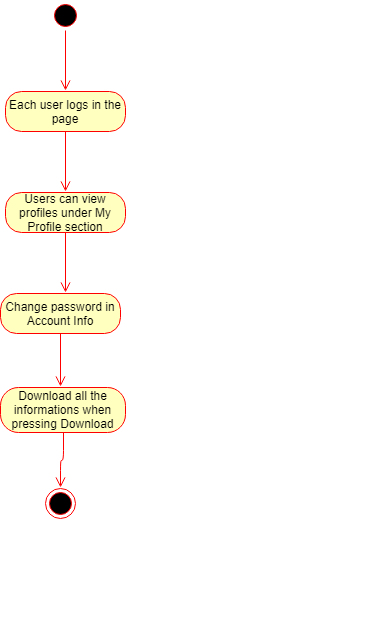 Each user logs in the
page
Users can view
profiles under My
Profile section
Change password in
Account Info
Download all the
informations when
pressing Download